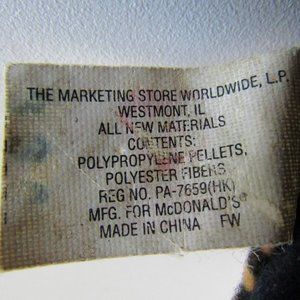 THE MARKETING STORE WORLDWIDE, L.P.
WESTMONT, IL
ALL NEW MATERIALS
CONTENTS:
POLYPROPYLENE PELLETS,
POLYESTER FIBERS
REG NO. PA-7659(HK)
MFG. FOR McDONALD'S®
MADE IN CHINA FW